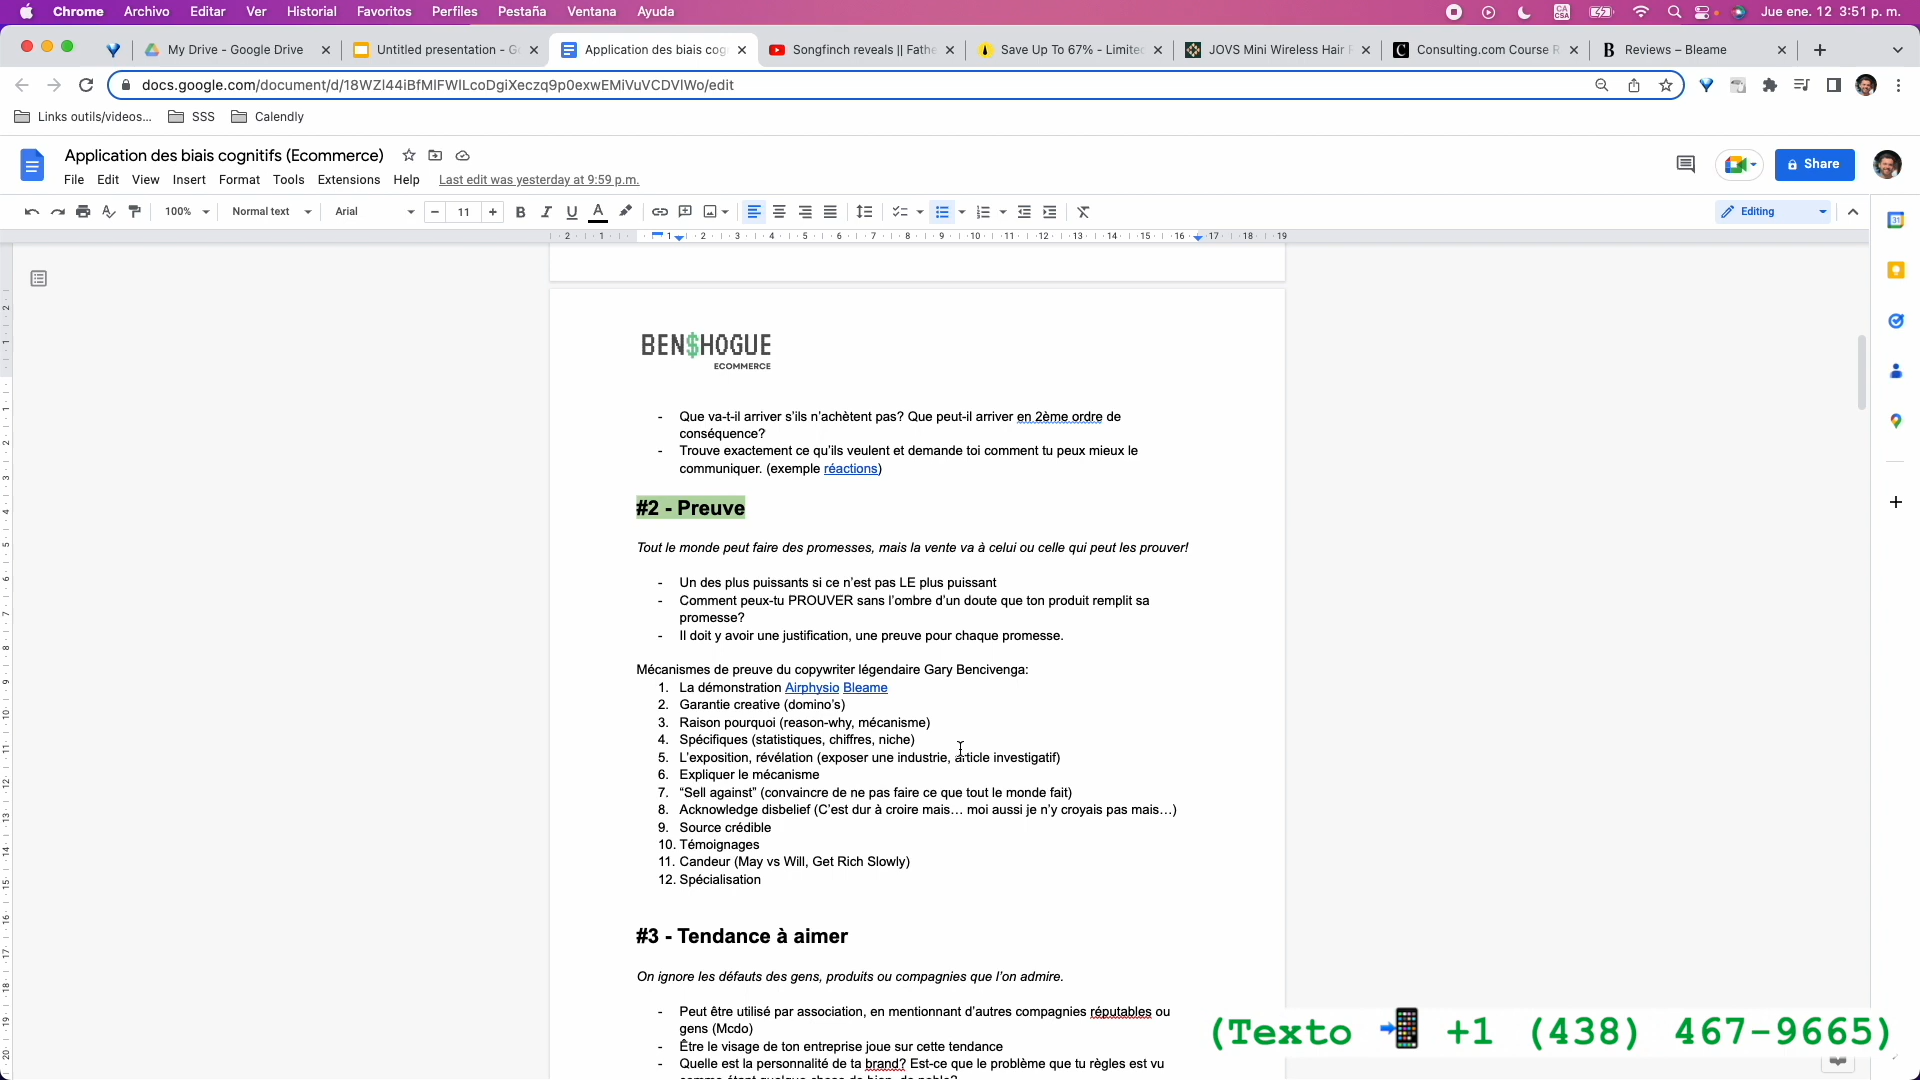 Chrome Archivo Editar Ver Historial Favoritos Perfiles Pestaña Ventana Ayuda Jue ene. 12 3:51 p. m.
My Drive - Google Drive Untitled presentation - G Application des biais cog Songfinch reveals || Fathe Save Up To 67% - Limited JOVS Mini Wireless Hair Consulting.com Course R Reviews – Bleame
docs.google.com/document/d/18WZl44iBfMIFWILcoDgiXeczq9p0exwEMiVuVCDVlWo/edit
Links outils/videos... SSS Calendly
Application des biais cognitifs (Ecommerce)
File Edit View Insert Format Tools Extensions Help Last edit was yesterday at 9:59 p.m.
Share
100% Normal text Arial 11 Editing
BEN$HOGUE
ECOMMERCE
- Que va-t-il arriver s'ils n'achètent pas? Que peut-il arriver en 2ème ordre de
conséquence?
- Trouve exactement ce qu'ils veulent et demande toi comment tu peux mieux le
communiquer. (exemple réactions)
#2 - Preuve
Tout le monde peut faire des promesses, mais la vente va à celui ou celle qui peut les prouver!
- Un des plus puissants si ce n'est pas LE plus puissant
- Comment peux-tu PROUVER sans l'ombre d'un doute que ton produit remplit sa
promesse?
- Il doit y avoir une justification, une preuve pour chaque promesse.
Mécanismes de preuve du copywriter légendaire Gary Bencivenga:
1. La démonstration Airphysio Bleame
2. Garantie creative (domino's)
3. Raison pourquoi (reason-why, mécanisme)
4. Spécifiques (statistiques, chiffres, niche)
5. L'exposition, révélation (exposer une industrie, article investigatif)
6. Expliquer le mécanisme
7. “Sell against” (convaincre de ne pas faire ce que tout le monde fait)
8. Acknowledge disbelief (C'est dur à croire mais… moi aussi je n'y croyais pas mais…)
9. Source crédible
10. Témoignages
11. Candeur (May vs Will, Get Rich Slowly)
12. Spécialisation
#3 - Tendance à aimer
On ignore les défauts des gens, produits ou compagnies que l'on admire.
- Peut être utilisé par association, en mentionnant d'autres compagnies réputables ou
gens (Mcdo)
- Être le visage de ton entreprise joue sur cette tendance
- Quelle est la personnalité de ta brand? Est-ce que le problème que tu règles est vu
(Texto +1 (438) 467-9665)